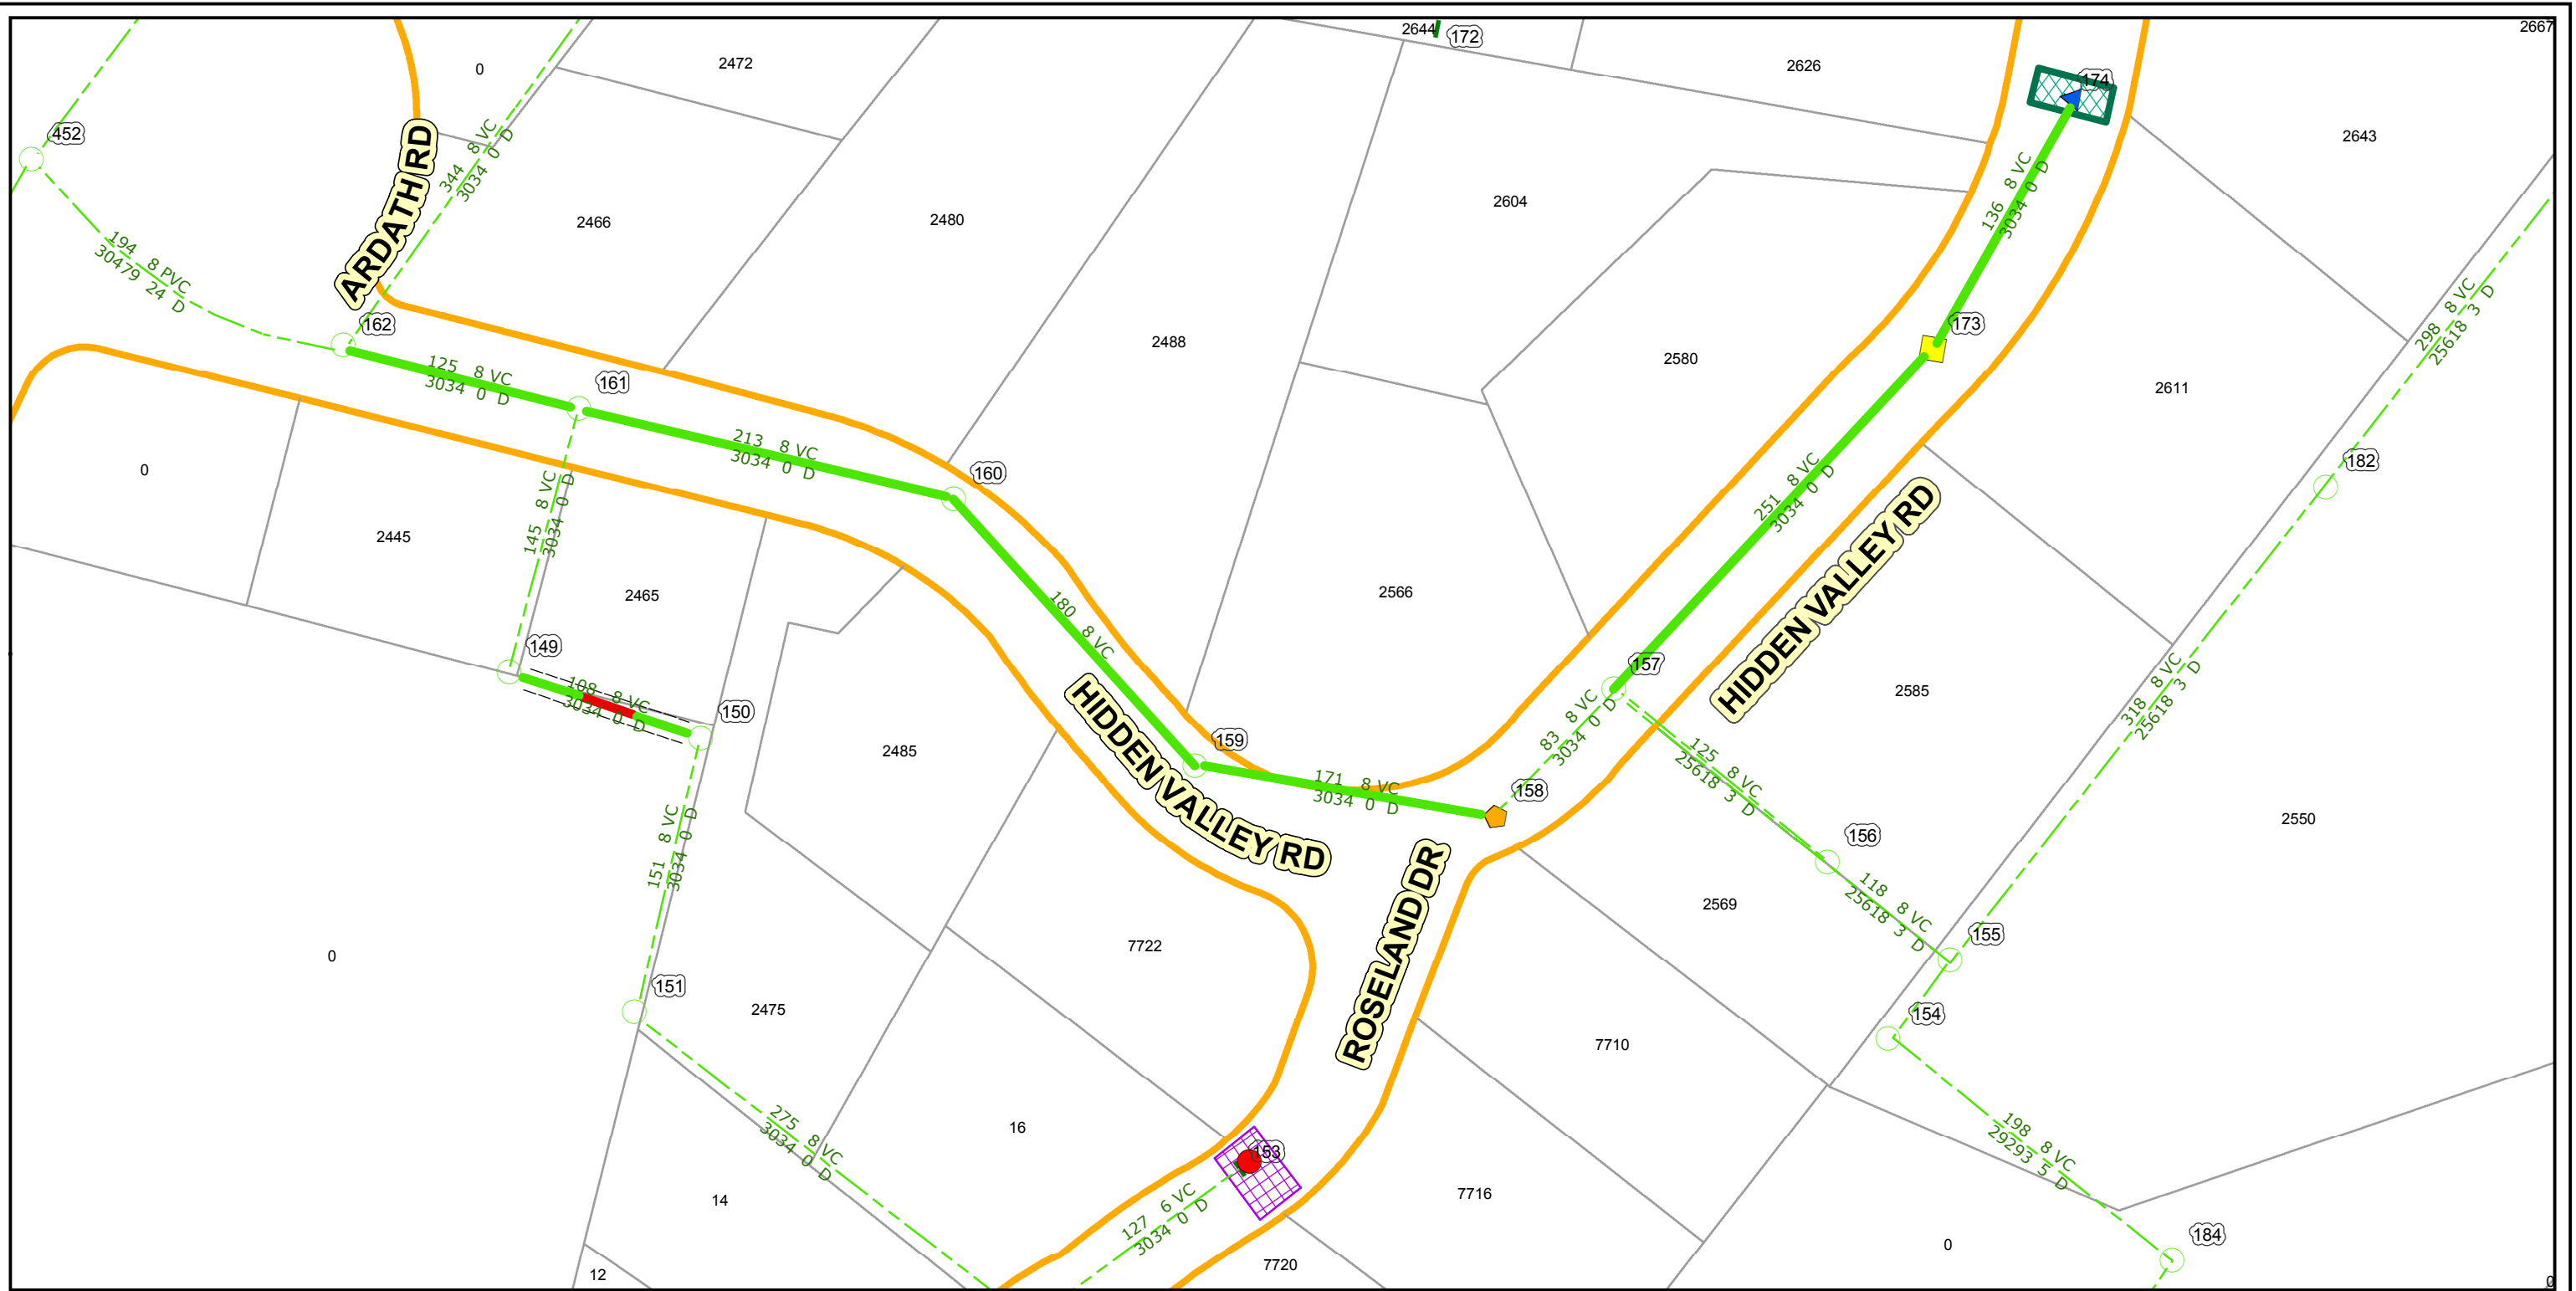 2644
172
2667
0
2472
2626
174
452
2643
ARDATH RD
344 8 VC
3034 0 D
136 8 VC
3034 0 D
2466
2480
2604
194 8 PVC
30479 24 D
162
173
298 8 VC
25618 3 D
2488
2580
161
125 8 VC
3034 0 D
2611
213 8 VC
3034 0 D
160
182
0
251 8 VC
3034 0 D
145 8 VC
3034 0 D
2445
HIDDEN VALLEY RD
2465
2566
180 8 VC
149
157
2585
318 8 VC
25618 3 D
108 8 VC
3034 0 D
150
159
83 8 VC
3034 0 D
2485
HIDDEN VALLEY RD
171 8 VC
3034 0 D
158
125 8 VC
25618 3 D
2550
156
151 8 VC
3034 0 D
ROSELAND DR
2569
118 8 VC
25618 3 D
155
7722
0
151
2475
154
7710
275 8 VC
3034 0 D
16
198 8 VC
29293 5 D
153
14
127 6 VC
3034 0 D
7716
184
0
7720
12
0